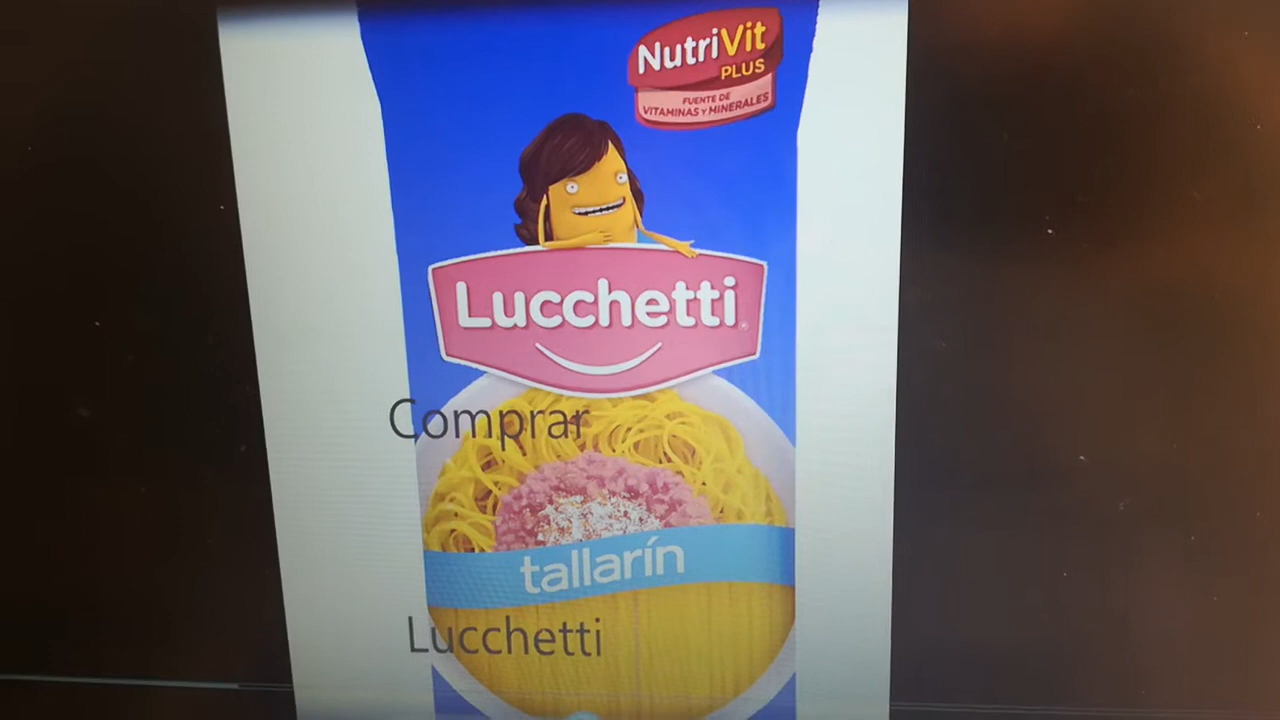 NutriVit
PLUS
FUENTE DE
VITAMINAS Y MINERALES
Lucchetti
Comprar
tallarín
Lucchetti